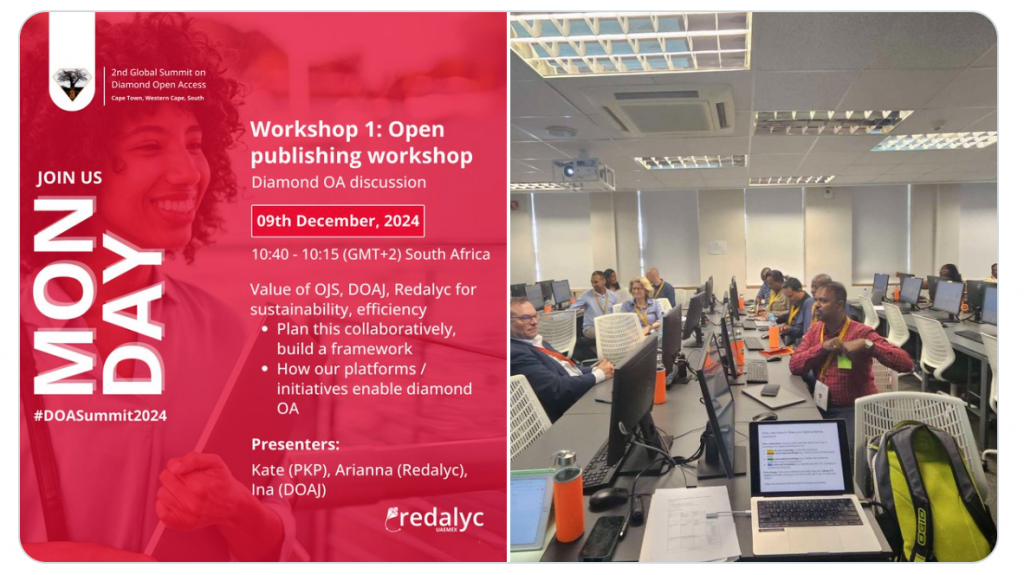 2nd Global Summit on
Diamond Open Access
Cape Town, Western Cape, South
JOIN US
MON
DAY
#DOASummit2024
Workshop 1: Open
publishing workshop
Diamond OA discussion
09th December, 2024
10:40 - 10:15 (GMT+2) South Africa
Value of OJS, DOAJ, Redalyc for
sustainability, efficiency
• Plan this collaboratively,
build a framework
• How our platforms /
initiatives enable diamond
OA
Presenters:
Kate (PKP), Arianna (Redalyc),
Ina (DOAJ)
redalyc
UAEMÉX
OGIO